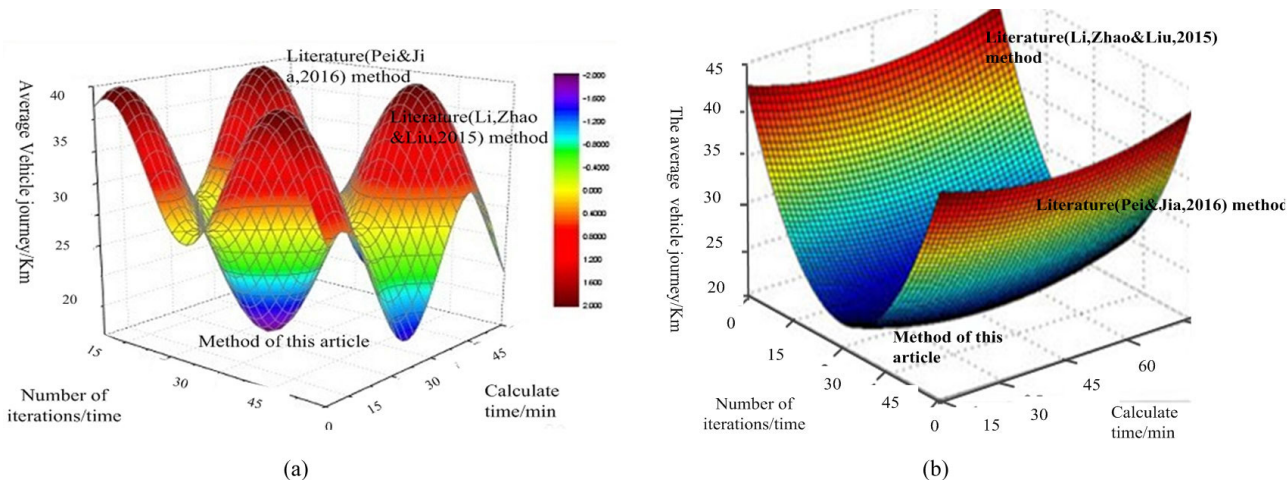 Literature(Pei&Ji
a,2016) method
Literature(Li,Zhao
&Liu,2015) method
Average Vehicle journey/Km
40
35
30
25
20
Method of this article
15
30
45
Number of
iterations/time
0
15
30
45
Calculate
time/min
-2.000
-1.600
-1.200
-0.4000
0.000
0.8000
1.200
1.600
2.000
(a)
Literature(Li,Zhao&Liu,2015)
method
The average vehicle journey/Km
45
40
35
30
25
20
Literature(Pei&Jia,2016) method
Method of this
article
0
15
30
45
0
Number of
iterations/time
15
30
45
60
Calculate
time/min
(b)